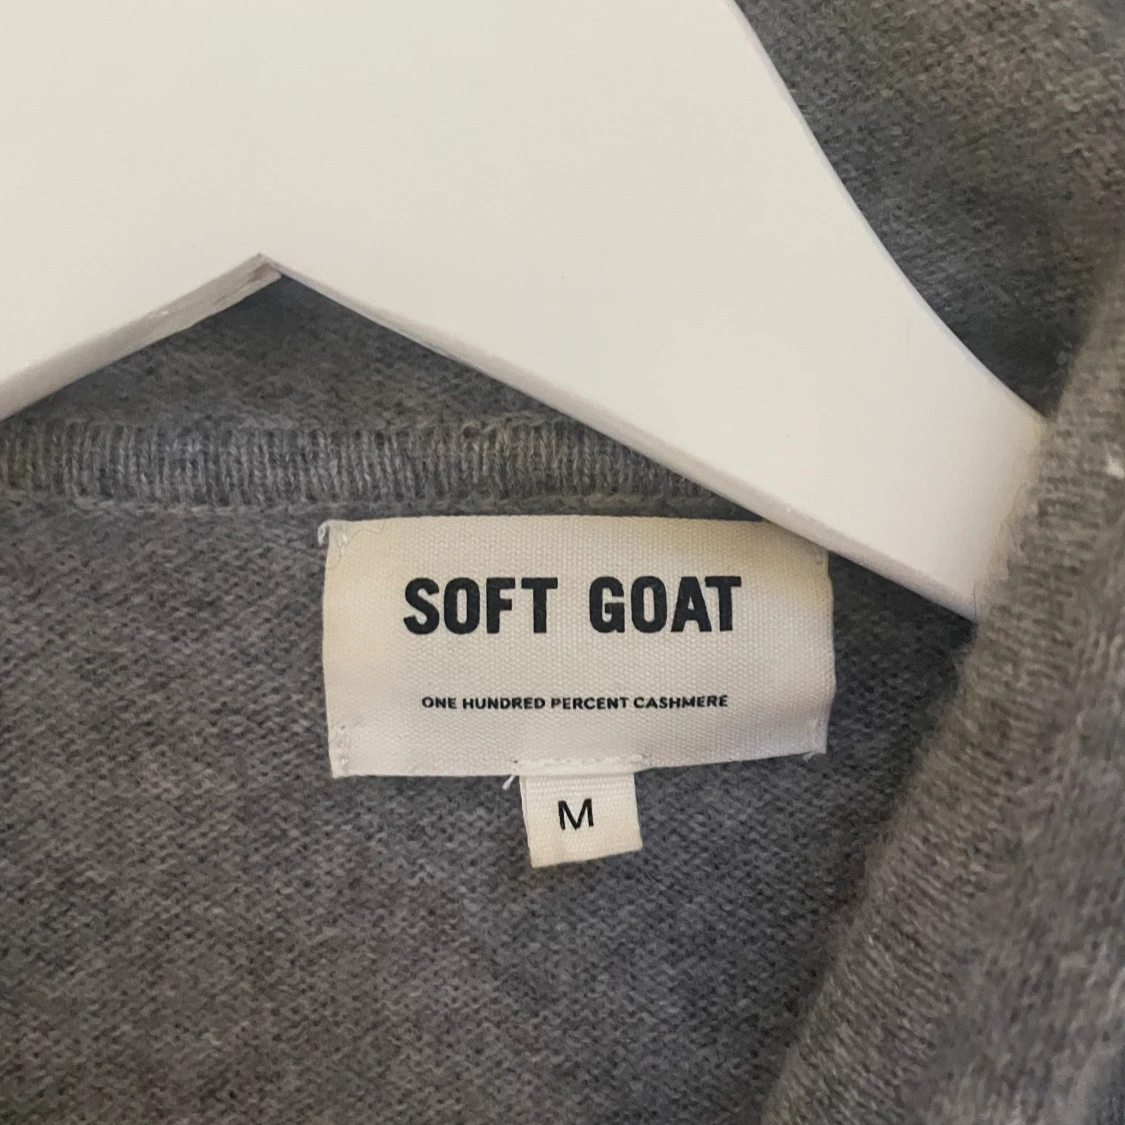 SOFT GOAT
ONE HUNDRED PERCENT CASHMERE
M